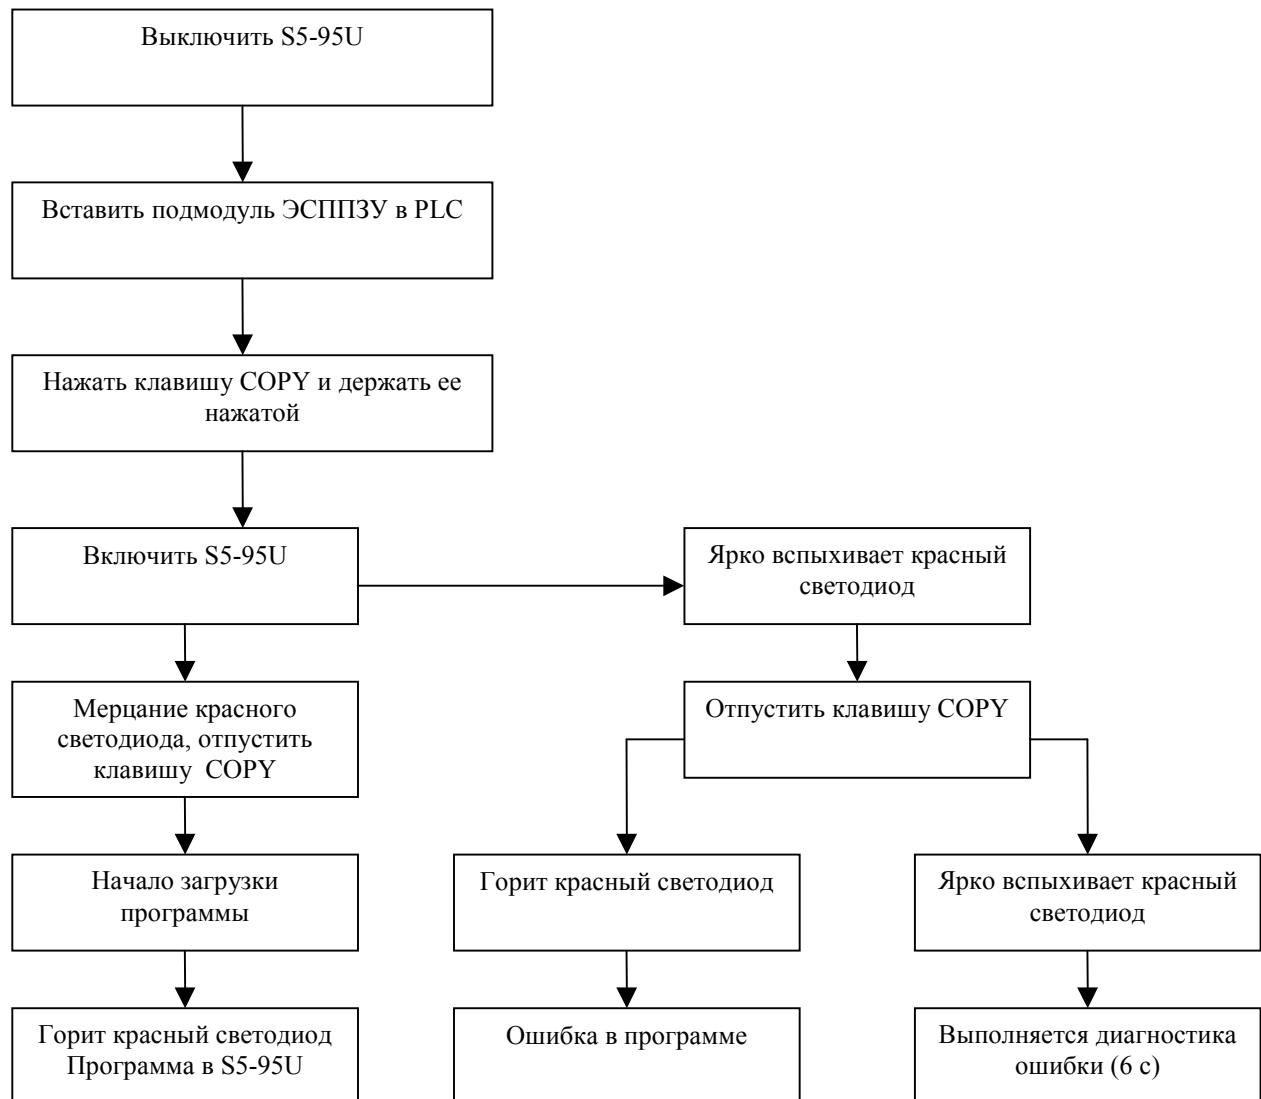 Выключить S5-95U
Вставить подмодуль ЭСППЗУ в PLC
Нажать клавишу COPY и держать ее
нажатой
Включить S5-95U
Ярко вспыхивает красный
светодиод
Мерцание красного
светодиода, отпустить
клавишу COPY
Отпустить клавишу COPY
Начало загрузки
программы
Горит красный светодиод
Ярко вспыхивает красный
светодиод
Горит красный светодиод
Программа в S5-95U
Ошибка в программе
Выполняется диагностика
ошибки (6 с)